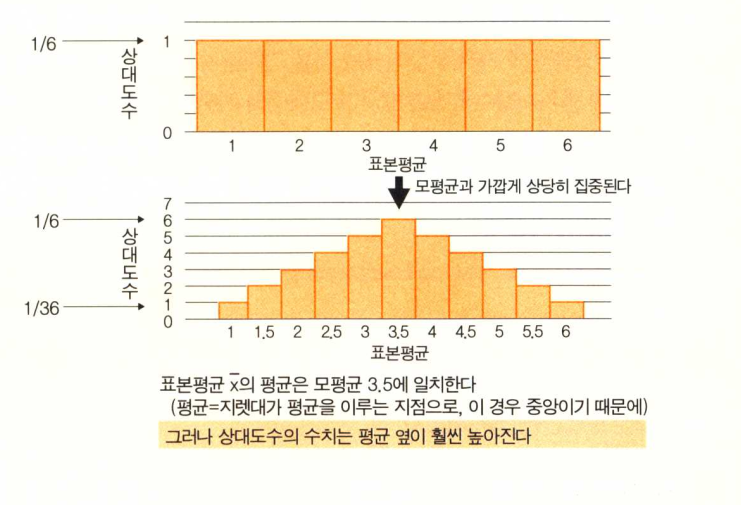 1/6
1
상대도수
0
1 2 3 4 5 6
표본평균
모평균과 가깝게 상당히 집중된다
7
1/6
6
5
상대도수
4
3
2
1/36
1
0
1 1.5 2 2.5 3 3.5 4 4.5 5 5.5 6
표본평균
표본평균 x̄의 평균은 모평균 3.5에 일치한다
(평균=지렛대가 평균을 이루는 지점으로, 이 경우 중앙이기 때문에)
그러나 상대도수의 수치는 평균 옆이 훨씬 높아진다